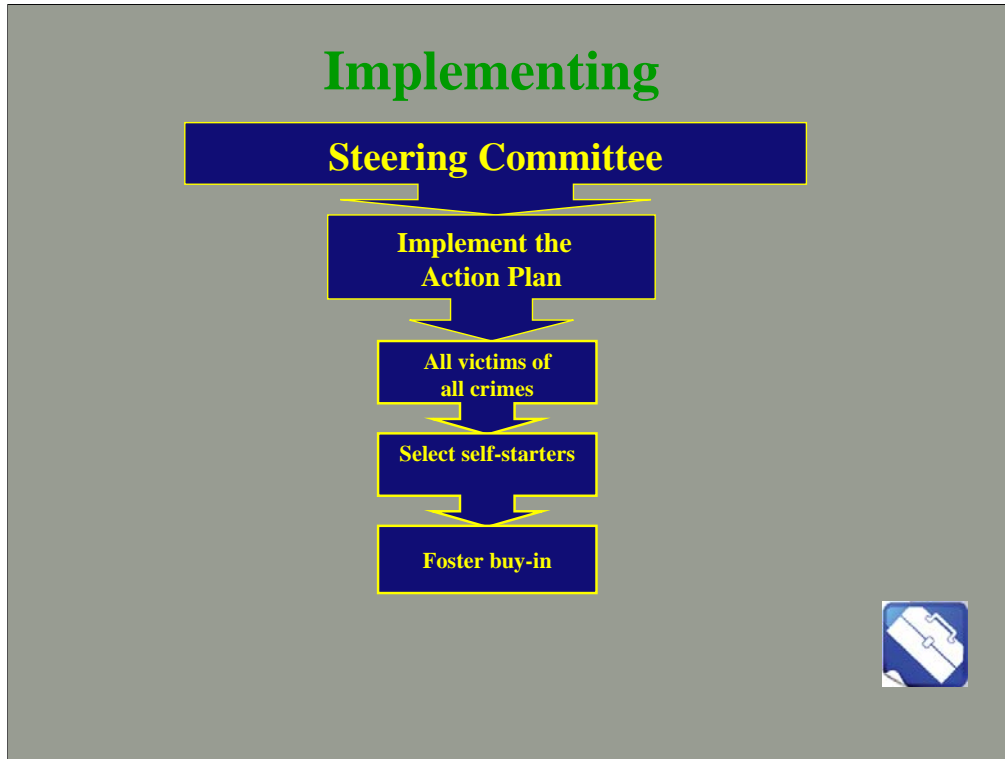 Implementing
Steering Committee
Implement the
Action Plan
All victims of
all crimes
Select self-starters
Foster buy-in